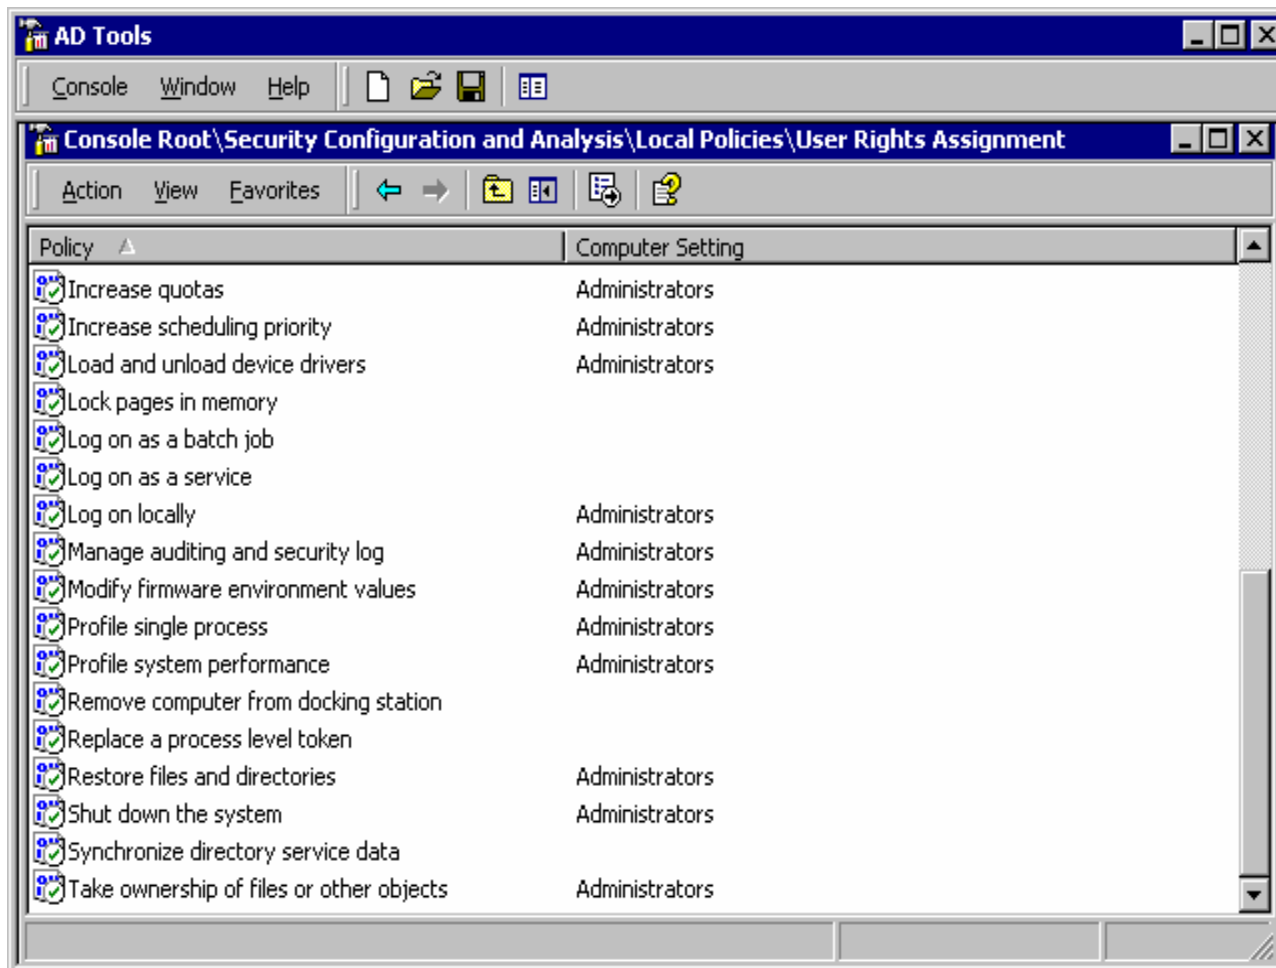 AD Tools
Console Window Help
Console Root\Security Configuration and Analysis\Local Policies\User Rights Assignment
Action View Favorites
Policy Computer Setting
Increase quotas Administrators
Increase scheduling priority Administrators
Load and unload device drivers Administrators
Lock pages in memory
Log on as a batch job
Log on as a service
Log on locally Administrators
Manage auditing and security log Administrators
Modify firmware environment values Administrators
Profile single process Administrators
Profile system performance Administrators
Remove computer from docking station
Replace a process level token
Restore files and directories Administrators
Shut down the system Administrators
Synchronize directory service data
Take ownership of files or other objects Administrators